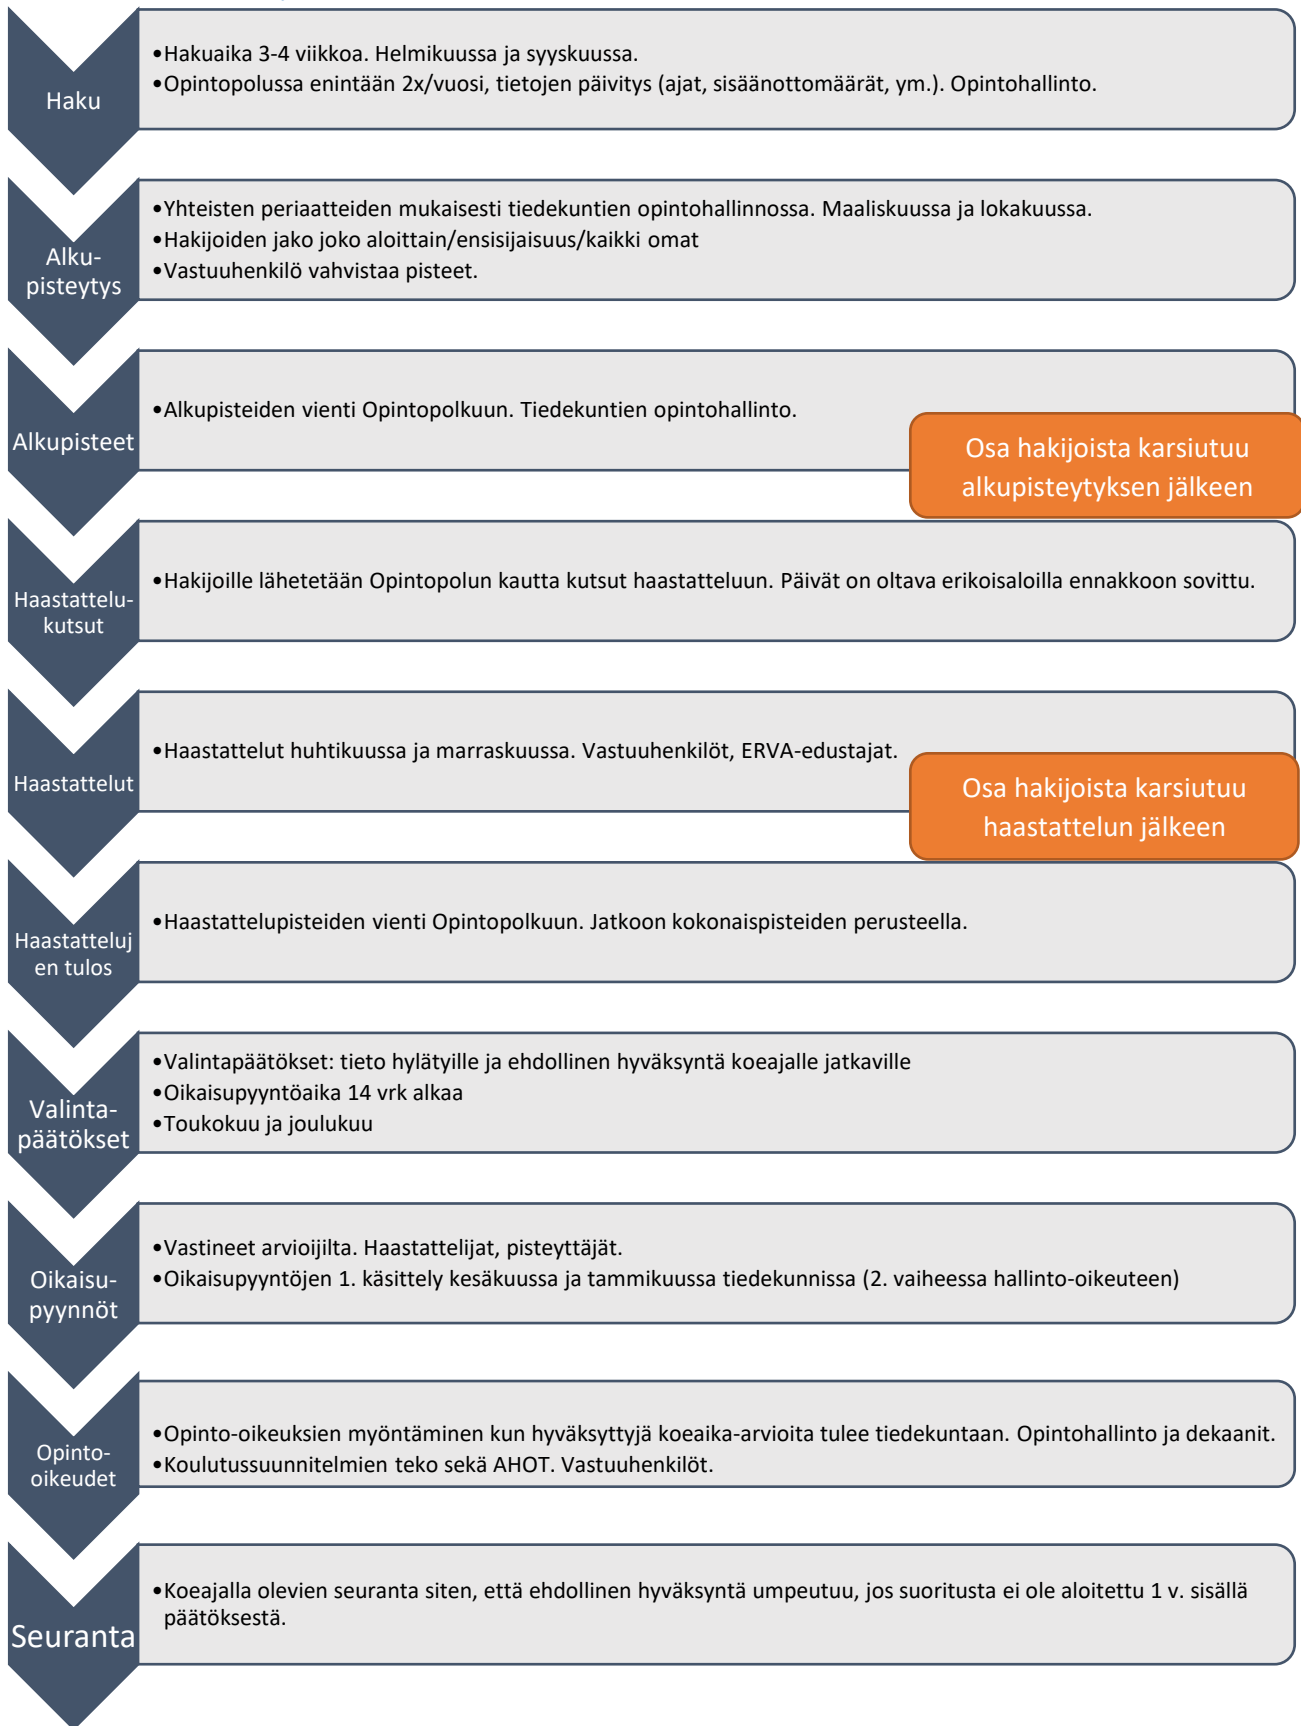 Haku
•Hakuaika 3-4 viikkoa. Helmikuussa ja syyskuussa.
•Opintopolussa enintään 2x/vuosi, tietojen päivitys (ajat, sisäänottomäärät, ym.). Opintohallinto.
Alku-
pisteytys
•Yhteisten periaatteiden mukaisesti tiedekuntien opintohallinnossa. Maaliskuussa ja lokakuussa.
•Hakijoiden jako joko aloittain/ensisijaisuus/kaikki omat
•Vastuuhenkilö vahvistaa pisteet.
Alkupisteet
•Alkupisteiden vienti Opintopolkuun. Tiedekuntien opintohallinto.
Osa hakijoista karsiutuu
alkupisteytyksen jälkeen
Haastattelu-
kutsut
•Hakijoille lähetetään Opintopolun kautta kutsut haastatteluun. Päivät on oltava erikoisaloilla ennakkoon sovittu.
Haastattelut
•Haastattelut huhtikuussa ja marraskuussa. Vastuuhenkilöt, ERVA-edustajat.
Osa hakijoista karsiutuu
haastattelun jälkeen
Haastatteluj
en tulos
•Haastattelupisteiden vienti Opintopolkuun. Jatkoon kokonaispisteiden perusteella.
Valinta-
päätökset
•Valintapäätökset: tieto hylätyille ja ehdollinen hyväksyntä koeajalle jatkaville
•Oikaisupyyntöaika 14 vrk alkaa
•Toukokuu ja joulukuu
Oikaisu-
pyynnöt
•Vastineet arvioijilta. Haastattelijat, pisteyttäjät.
•Oikaisupyyntöjen 1. käsittely kesäkuussa ja tammikuussa tiedekunnissa (2. vaiheessa hallinto-oikeuteen)
Opinto-
oikeudet
•Opinto-oikeuksien myöntäminen kun hyväksyttyjä koeaika-arvioita tulee tiedekuntaan. Opintohallinto ja dekaanit.
•Koulutussuunnitelmien teko sekä AHOT. Vastuuhenkilöt.
Seuranta
•Koeajalla olevien seuranta siten, että ehdollinen hyväksyntä umpeutuu, jos suoritusta ei ole aloitettu 1 v. sisällä
päätöksestä.